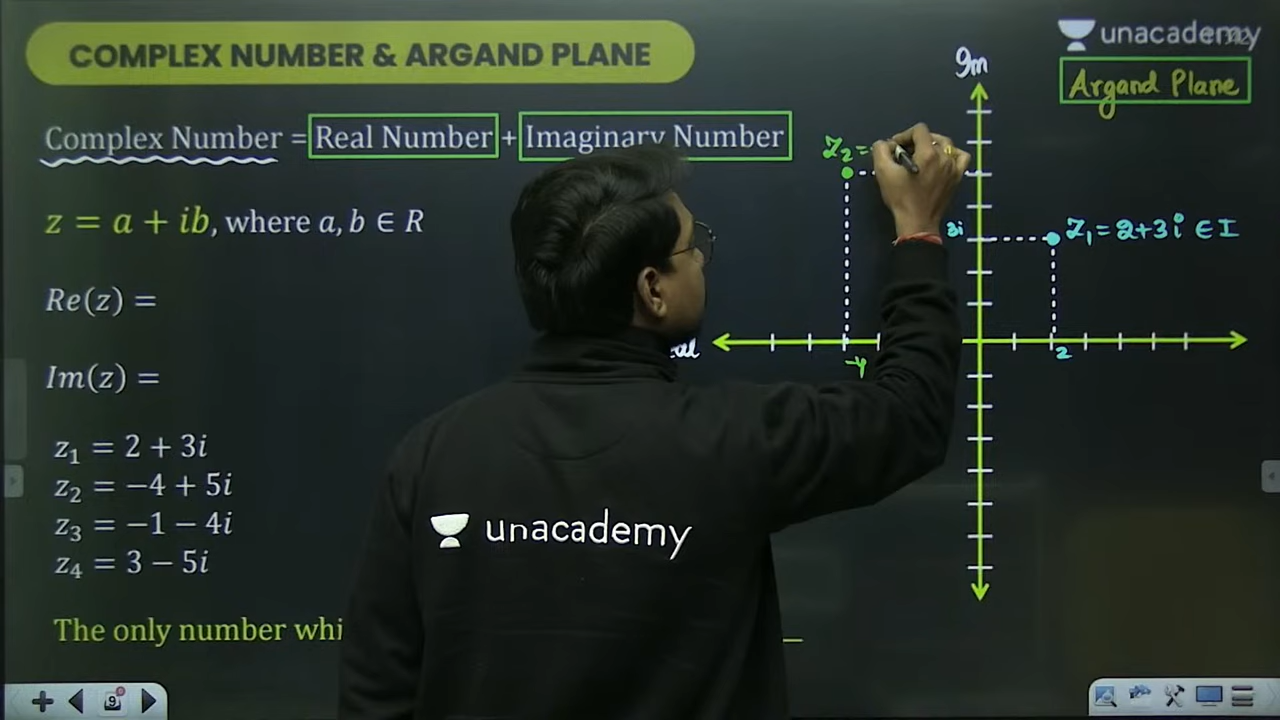 COMPLEX NUMBER & ARGAND PLANE
unacademy
Argand Plane
Complex Number = Real Number + Imaginary Number
z = a + ib, where a, b ∈ R
Re(z) =
Im(z) =
z₁ = 2 + 3i
z₂ = −4 + 5i
z₃ = −1 − 4i
z₄ = 3 − 5i
The only number whi
Im
Z₂ =
3i
Z₁ = 2+3i ∈ I
-4
2
unacademy
9